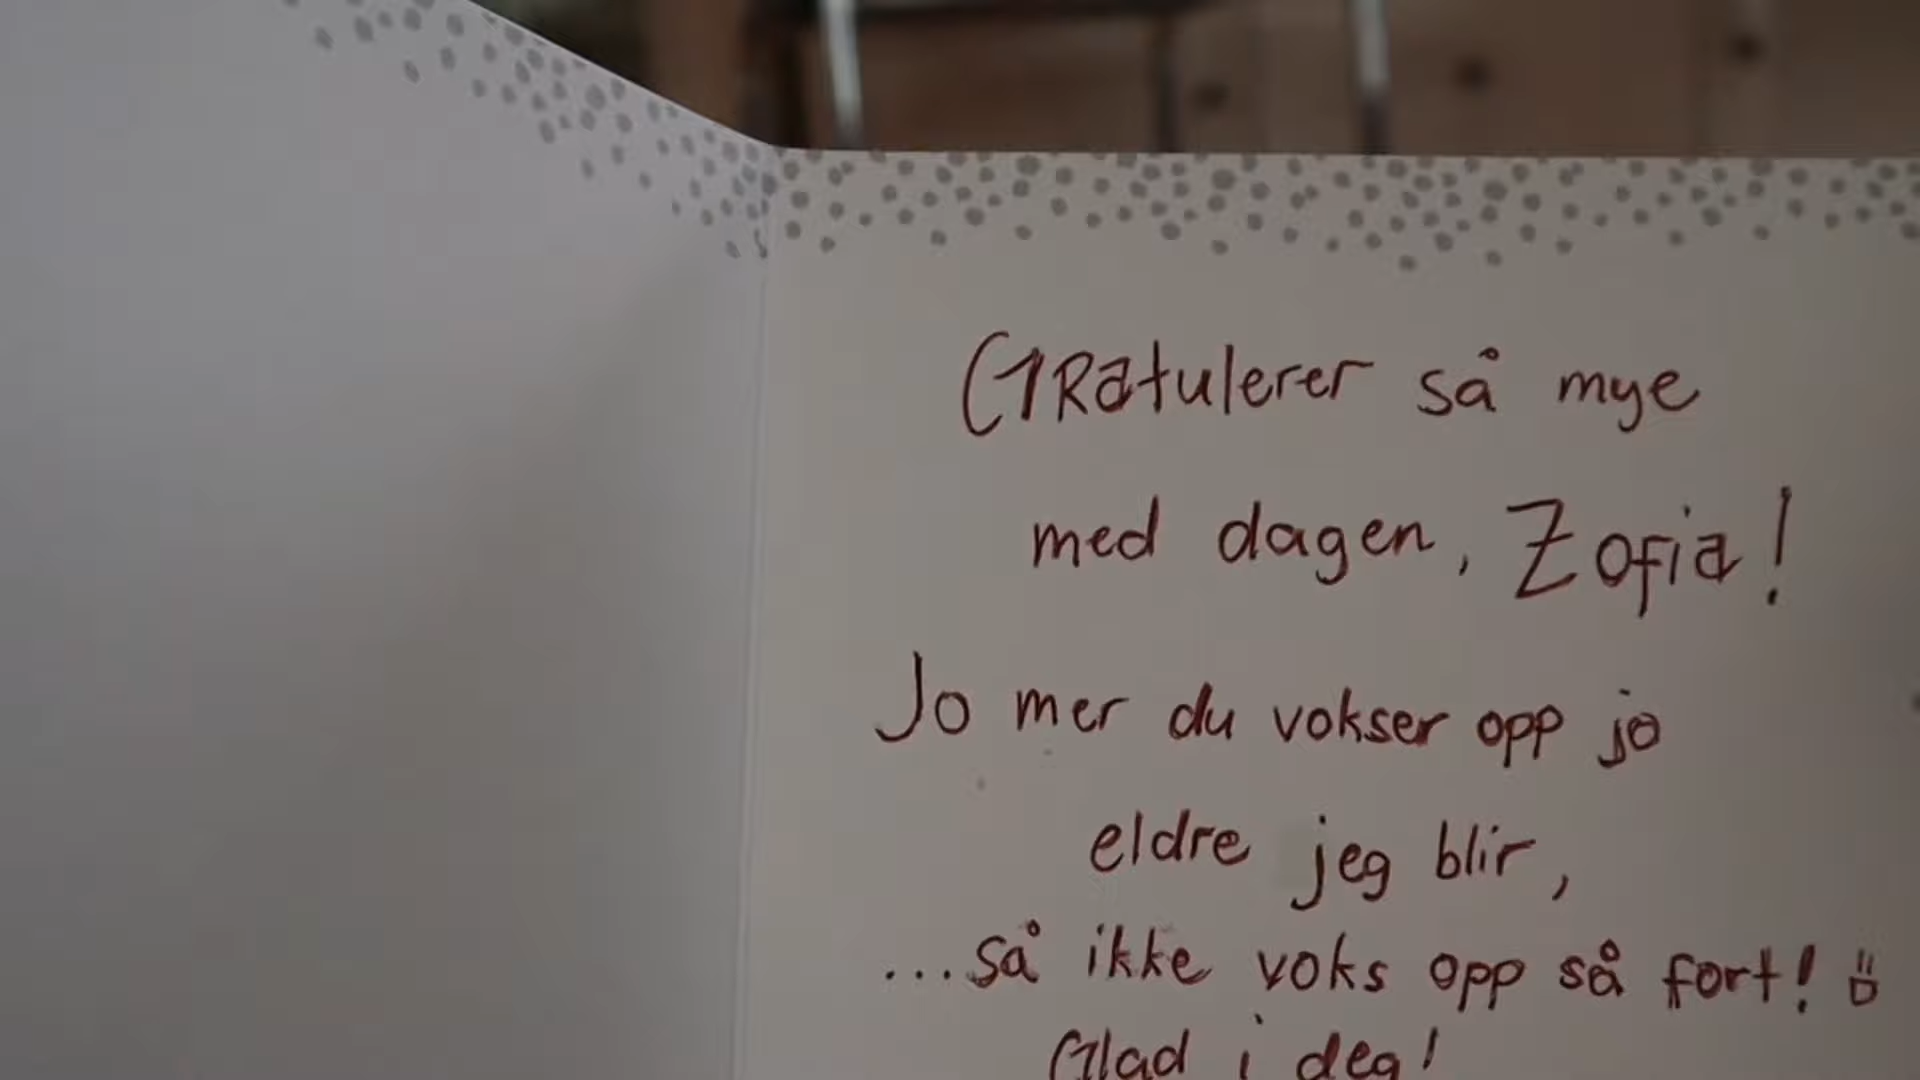 GRatulerer så mye
med dagen, Zofia!
Jo mer du vokser opp jo
eldre jeg blir,
...så ikke voks opp så fort! :D
Glad i deg!